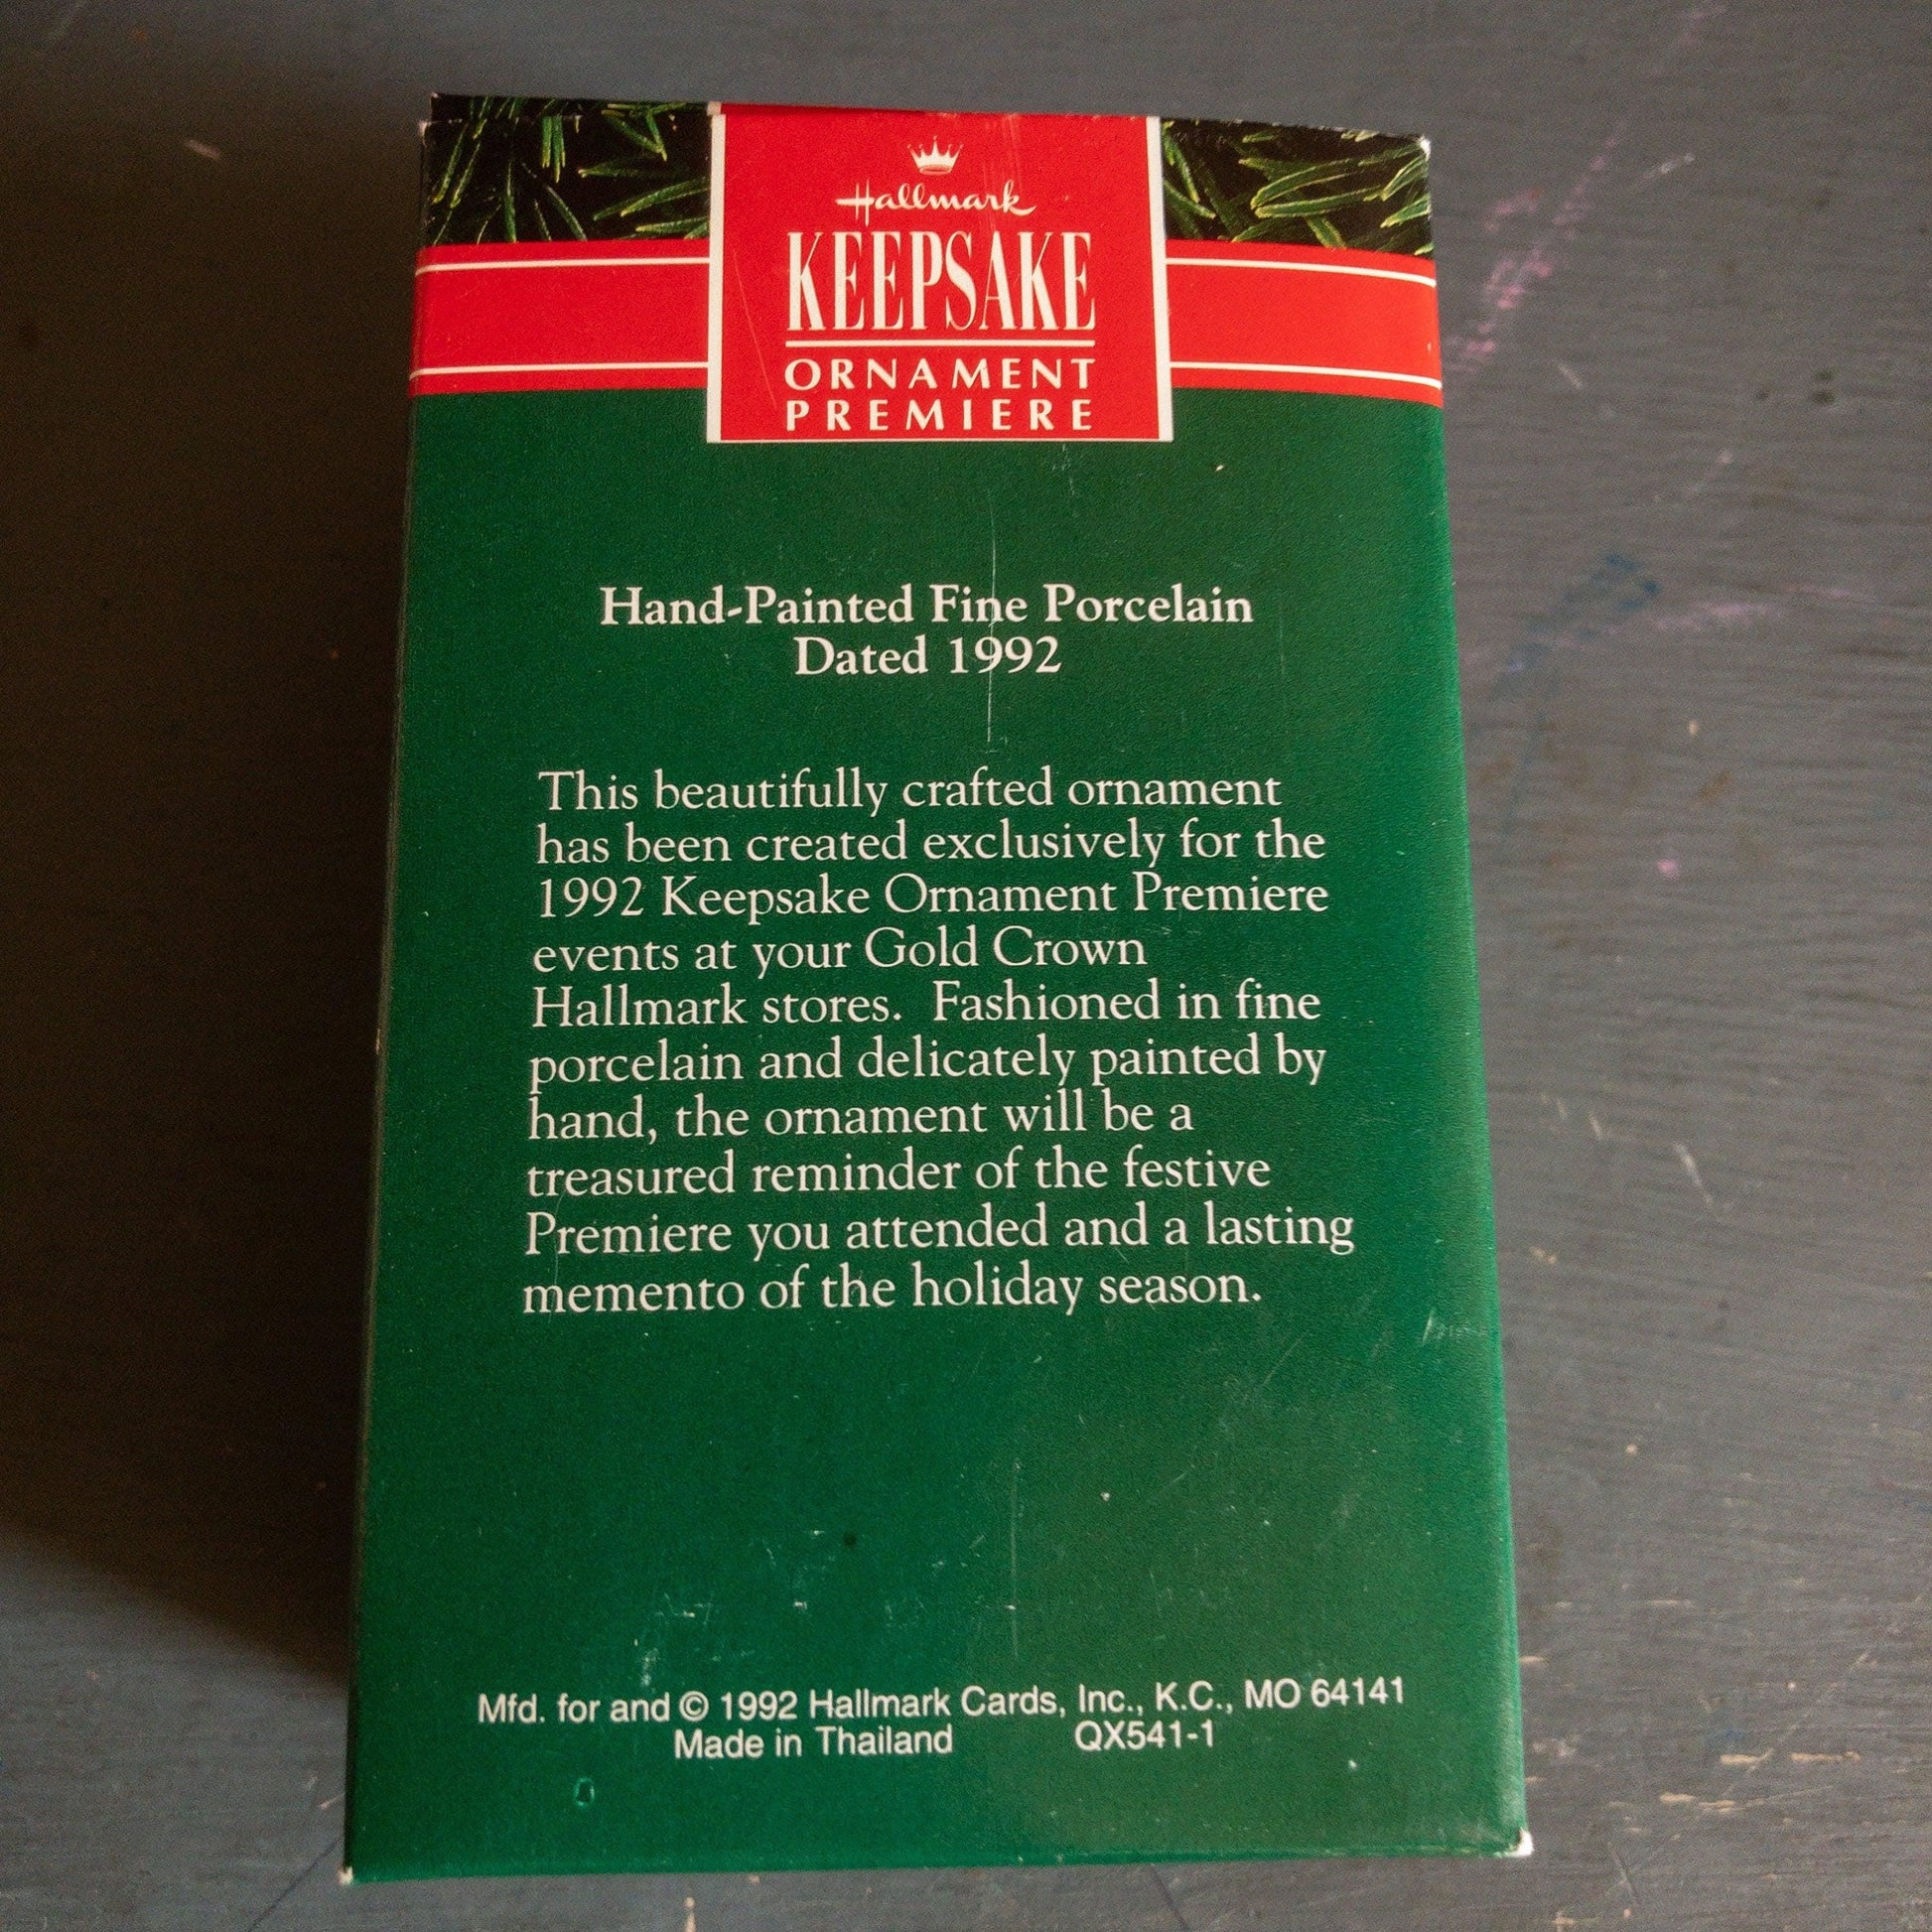 Hallmark
KEEPSAKE
ORNAMENT
PREMIERE
Hand-Painted Fine Porcelain
Dated 1992
This beautifully crafted ornament
has been created exclusively for the
1992 Keepsake Ornament Premiere
events at your Gold Crown
Hallmark stores. Fashioned in fine
porcelain and delicately painted by
hand, the ornament will be a
treasured reminder of the festive
Premiere you attended and a lasting
memento of the holiday season.
Mfd. for and © 1992 Hallmark Cards, Inc., K.C., MO 64141
Made in Thailand QX541-1